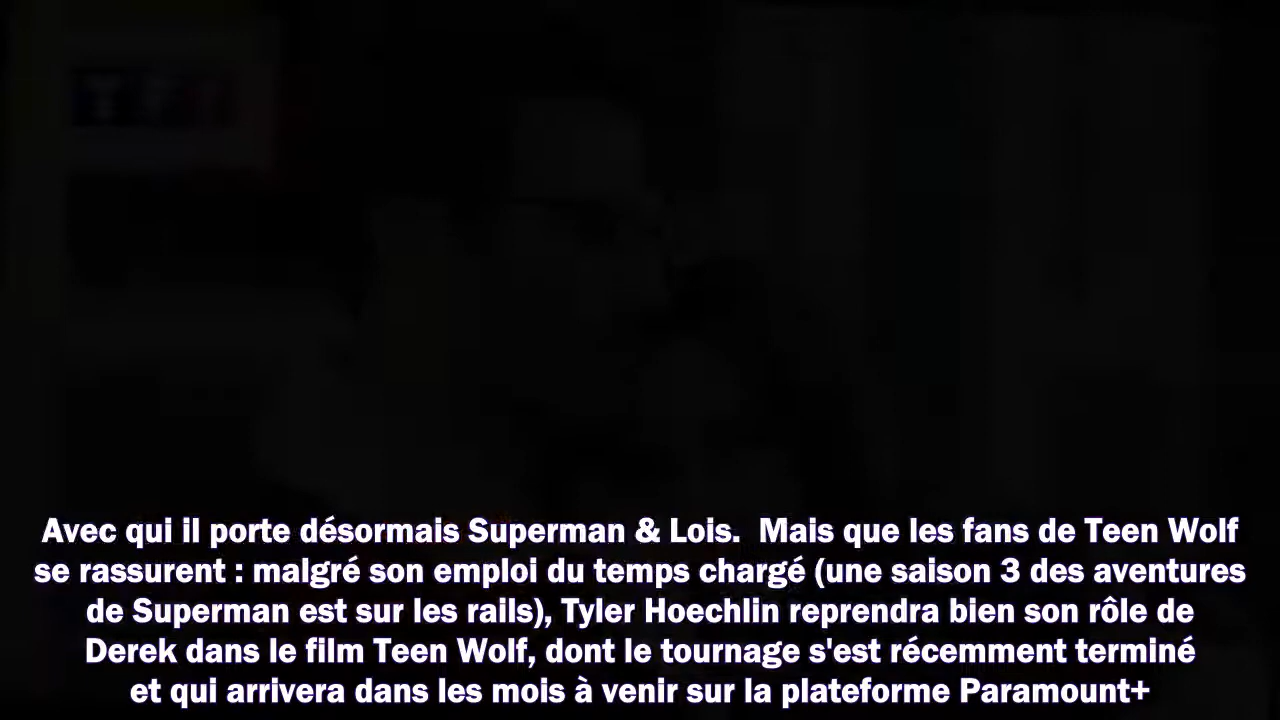 TF1
Avec qui il porte désormais Superman & Lois.  Mais que les fans de Teen Wolf
se rassurent : malgré son emploi du temps chargé (une saison 3 des aventures
de Superman est sur les rails), Tyler Hoechlin reprendra bien son rôle de
Derek dans le film Teen Wolf, dont le tournage s'est récemment terminé
et qui arrivera dans les mois à venir sur la plateforme Paramount+